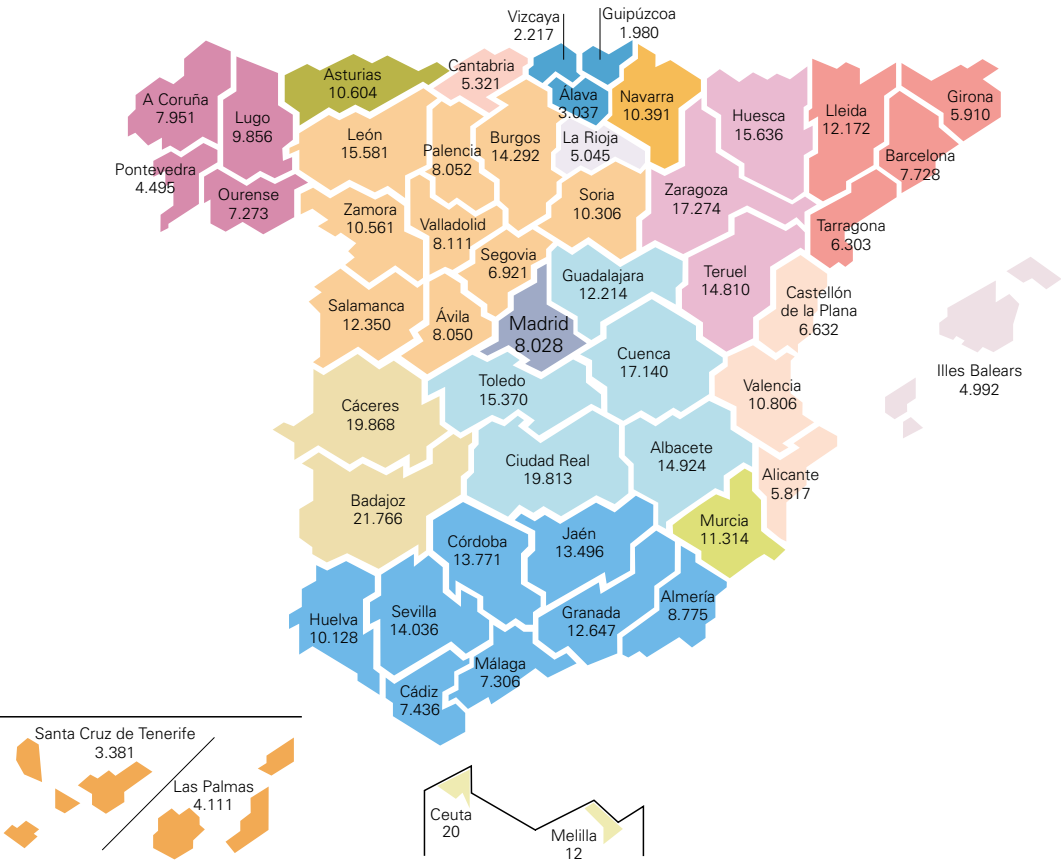 Vizcaya
2.217
Guipúzcoa
1.980
Cantabria
5.321
Asturias
10.604
A Coruña
7.951
Lugo
9.856
Álava
3.037
Navarra
10.391
Huesca
15.636
Lleida
12.172
Girona
5.910
León
15.581
Palencia
8.052
Burgos
14.292
La Rioja
5.045
Barcelona
7.728
Pontevedra
4.495
Ourense
7.273
Zamora
10.561
Valladolid
8.111
Soria
10.306
Zaragoza
17.274
Tarragona
6.303
Segovia
6.921
Guadalajara
12.214
Teruel
14.810
Castellón
de la Plana
6.632
Salamanca
12.350
Ávila
8.050
Madrid
8.028
Cuenca
17.140
Illes Balears
4.992
Toledo
15.370
Valencia
10.806
Cáceres
19.868
Ciudad Real
19.813
Albacete
14.924
Alicante
5.817
Badajoz
21.766
Murcia
11.314
Córdoba
13.771
Jaén
13.496
Huelva
10.128
Sevilla
14.036
Granada
12.647
Almería
8.775
Málaga
7.306
Cádiz
7.436
Santa Cruz de Tenerife
3.381
Las Palmas
4.111
Ceuta
20
Melilla
12